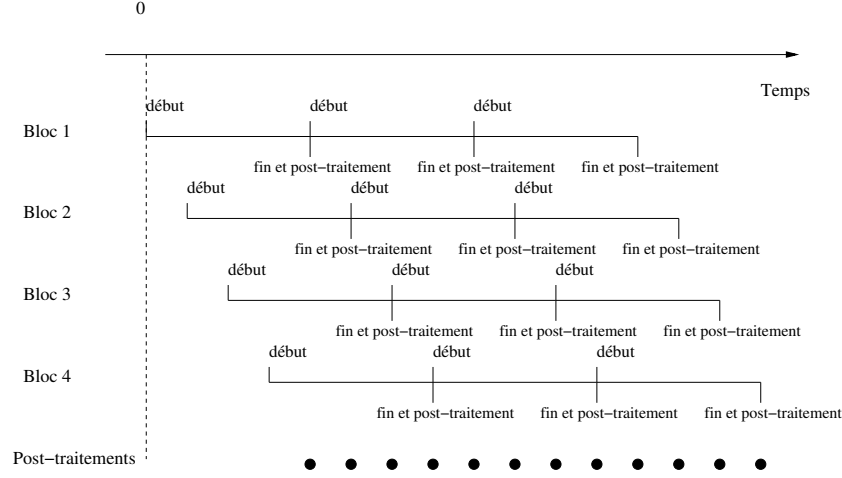 0
Temps
début début début
Bloc 1
fin et post−traitement fin et post−traitement fin et post−traitement
début début début
Bloc 2
fin et post−traitement fin et post−traitement fin et post−traitement
début début début
Bloc 3
fin et post−traitement fin et post−traitement fin et post−traitement
début début début
Bloc 4
fin et post−traitement fin et post−traitement fin et post−traitement
Post−traitements